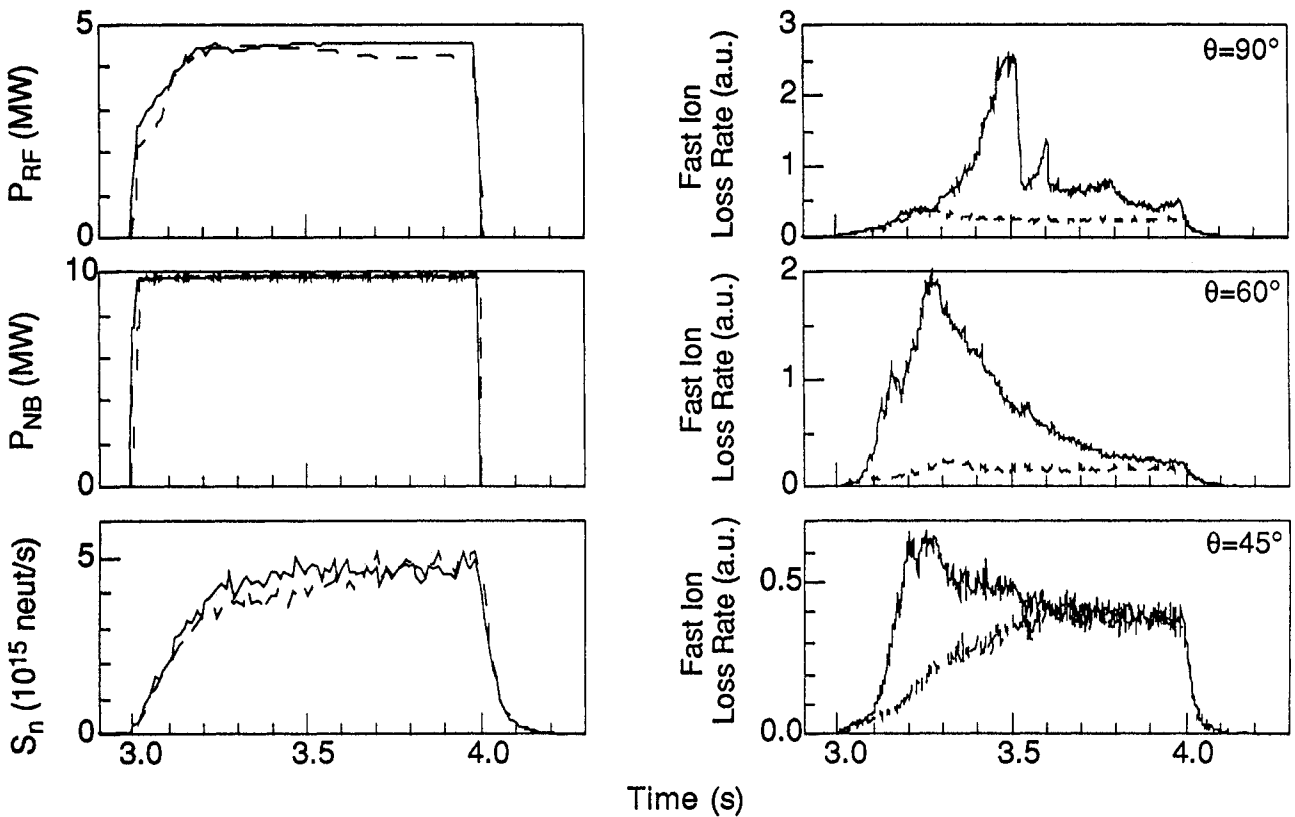 P_RF (MW)
5
0
P_NB (MW)
10
0
S_n (10¹⁵ neut/s)
5
0
3.0 3.5 4.0
Fast Ion
Loss Rate (a.u.)
3
2
1
0
θ=90°
Fast Ion
Loss Rate (a.u.)
2
1
0
θ=60°
Fast Ion
Loss Rate (a.u.)
0.5
0.0
θ=45°
3.0 3.5 4.0
Time (s)